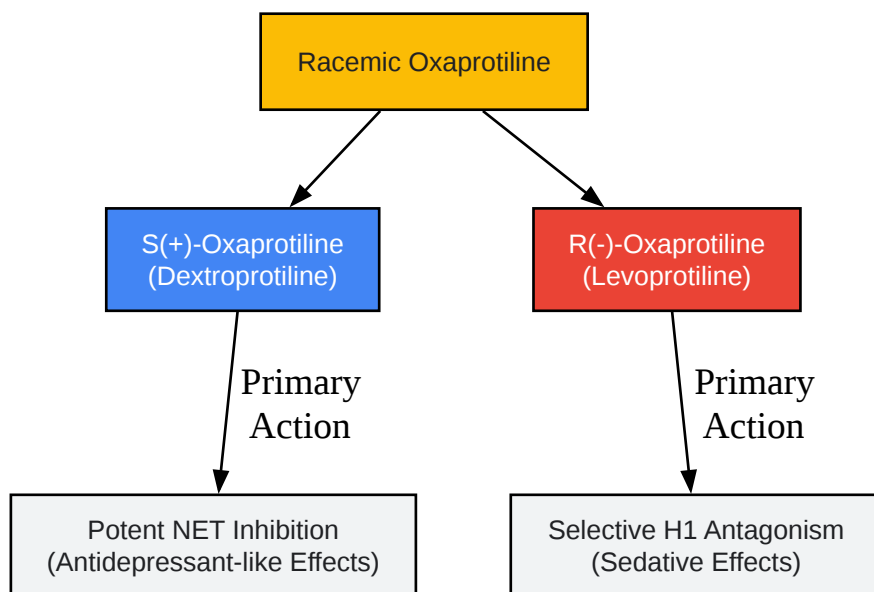 Racemic Oxaprotiline
S(+)-Oxaprotiline
(Dextroprotiline)
R(-)-Oxaprotiline
(Levoprotiline)
Primary
Action
Primary
Action
Potent NET Inhibition
(Antidepressant-like Effects)
Selective H1 Antagonism
(Sedative Effects)